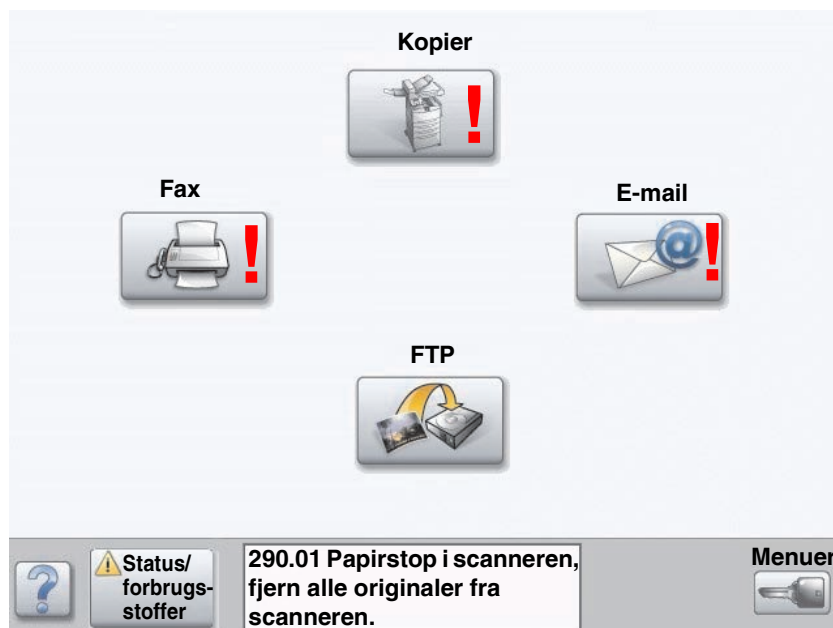 Kopier
Fax
E-mail
FTP
Status/
forbrugs-
stoffer
290.01 Papirstop i scanneren,
fjern alle originaler fra
scanneren.
Menuer